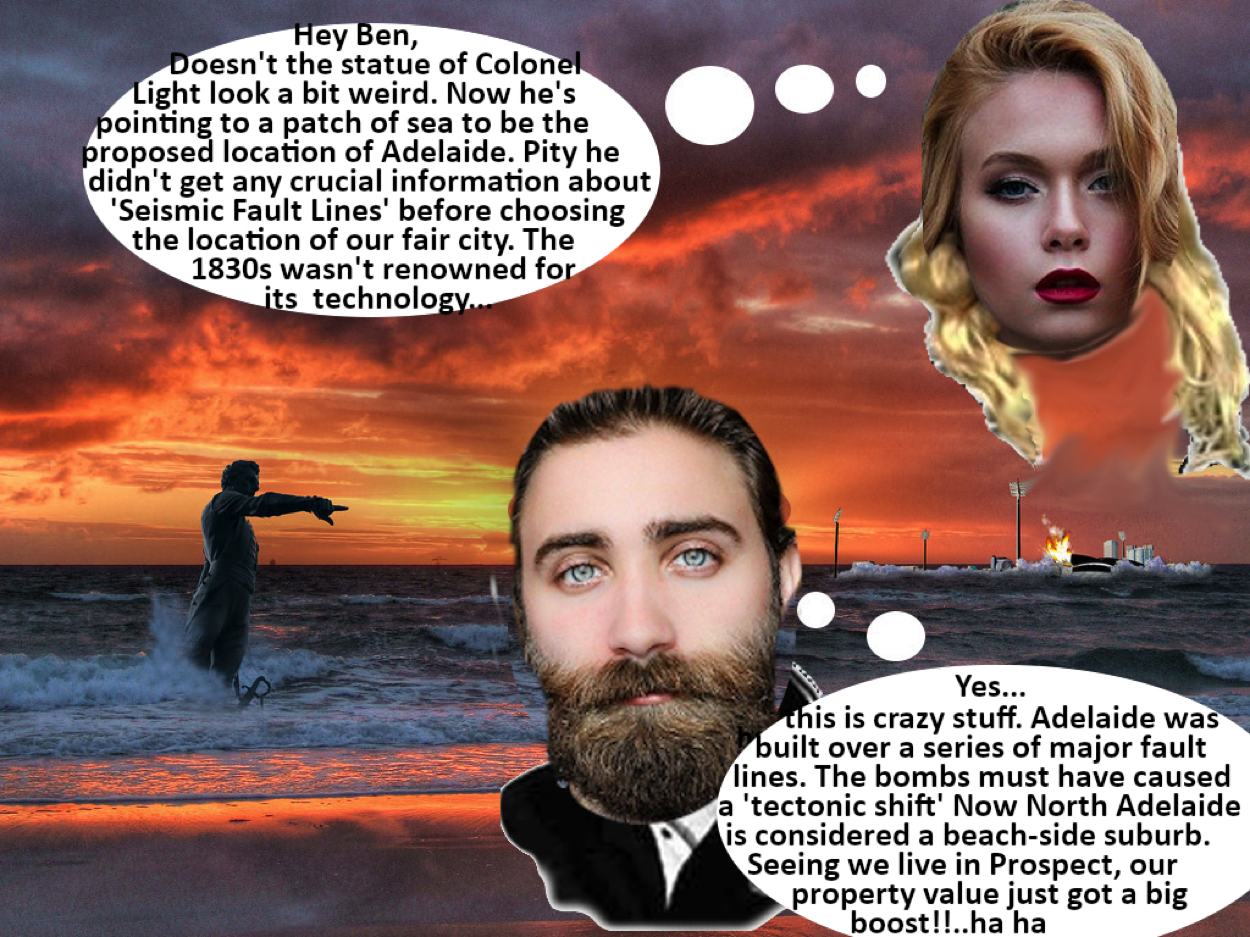 Hey Ben,
Doesn't the statue of Colonel
Light look a bit weird. Now he's
pointing to a patch of sea to be the
proposed location of Adelaide. Pity he
didn't get any crucial information about
'Seismic Fault Lines' before choosing
the location of our fair city. The
1830s wasn't renowned for
its technology...
Yes...
this is crazy stuff. Adelaide was
built over a series of major fault
lines. The bombs must have caused
a 'tectonic shift' Now North Adelaide
is considered a beach-side suburb.
Seeing we live in Prospect, our
property value just got a big
boost!!..ha ha